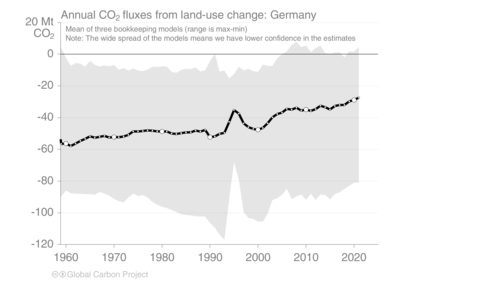 Annual CO₂ fluxes from land-use change: Germany
20 Mt
CO₂
Mean of three bookkeeping models (range is max-min)
Note: The wide spread of the models means we have lower confidence in the estimates
0
-20
-40
-60
-80
-100
-120
1960 1970 1980 1990 2000 2010 2020
Global Carbon Project